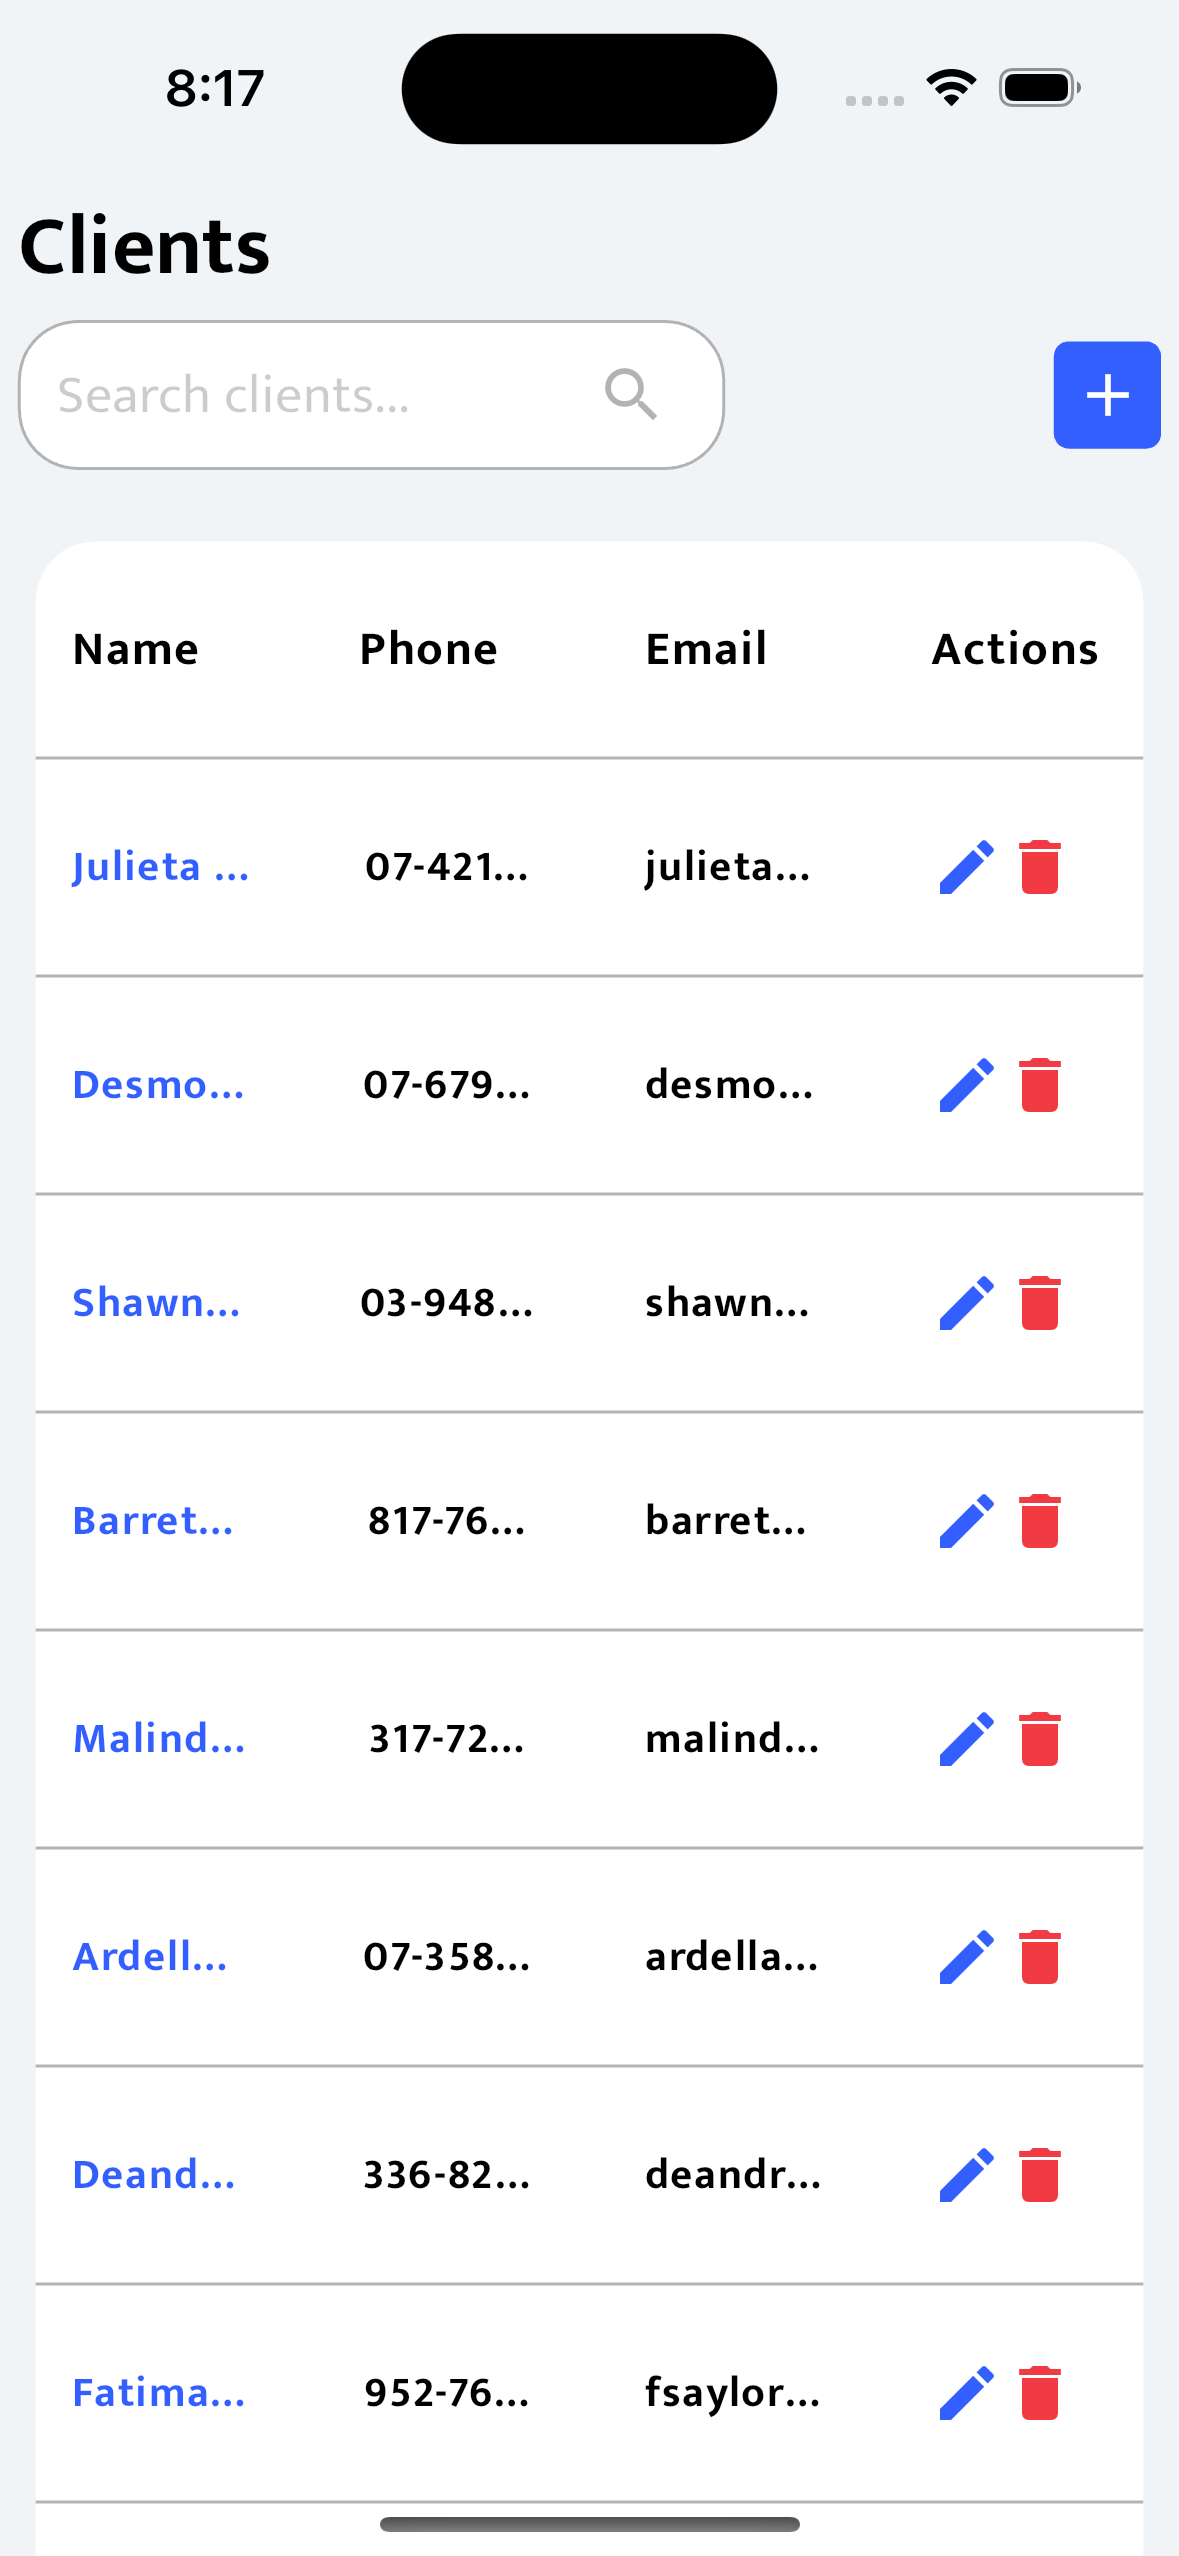 8:17
Clients
Search clients...
Name Phone Email Actions
Julieta ... 07-421... julieta...
Desmo... 07-679... desmo...
Shawn... 03-948... shawn...
Barret... 817-76... barret...
Malind... 317-72... malind...
Ardell... 07-358... ardella...
Deand... 336-82... deandr...
Fatima... 952-76... fsaylor...